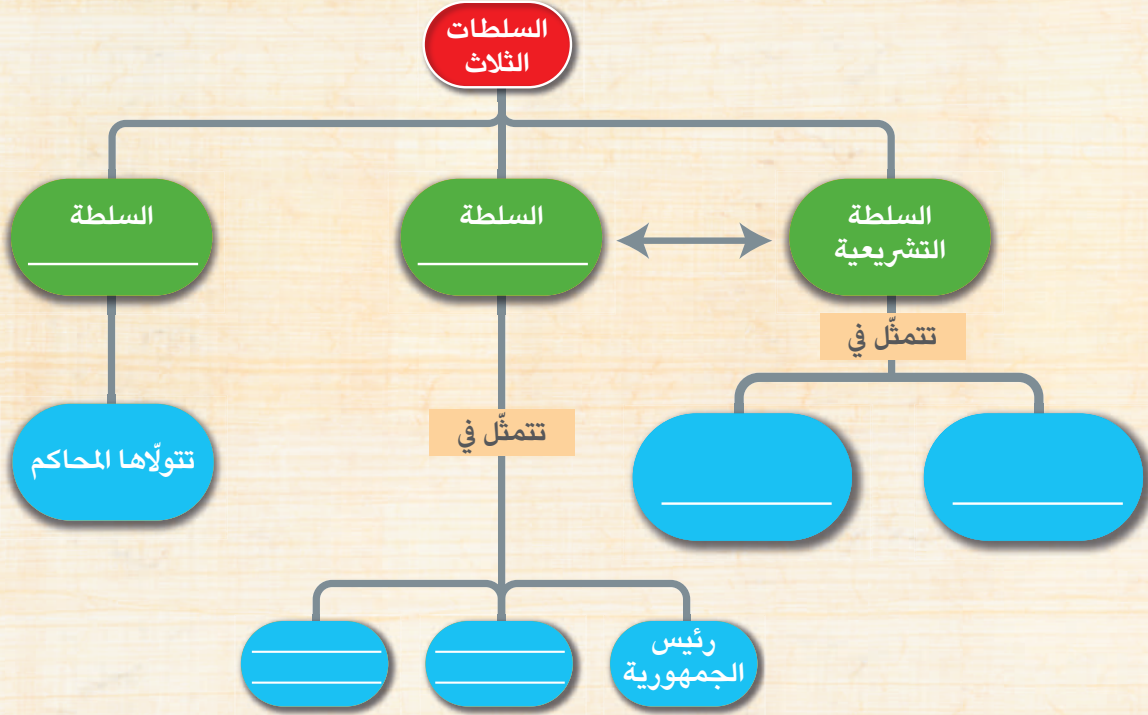 السلطات
الثلاث
السلطة
التشريعية
السلطة
السلطة
تتمثّل في
تتمثّل في
تتولّاها المحاكم
رئيس
الجمهورية